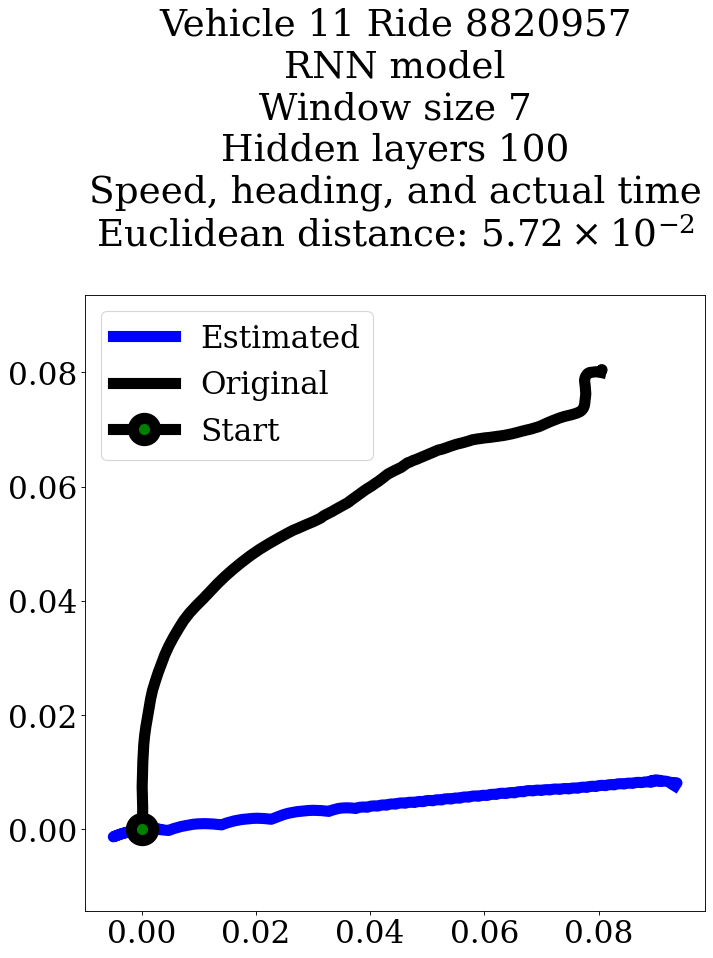 Vehicle 11 Ride 8820957
RNN model
Window size 7
Hidden layers 100
Speed, heading, and actual time
Euclidean distance: 5.72 × 10⁻²
Estimated
Original
Start
0.08
0.06
0.04
0.02
0.00
0.00 0.02 0.04 0.06 0.08